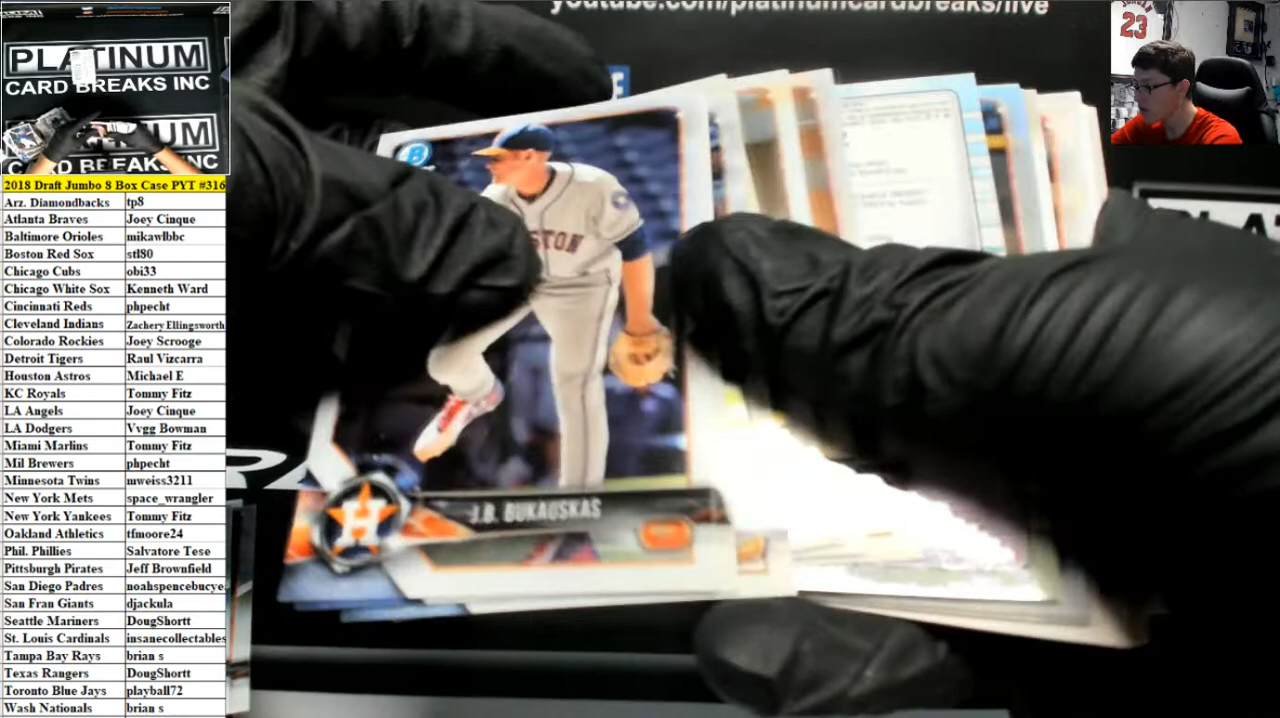 youtube.com/platinumcardbreaks/live
PLATINUM
CARD BREAKS INC
2018 Draft Jumbo 8 Box Case PYT #316
Arz. Diamondbacks tp8
Atlanta Braves Joey Cinque
Baltimore Orioles mikawlbbc
Boston Red Sox stl80
Chicago Cubs obi33
Chicago White Sox Kenneth Ward
Cincinnati Reds phpecht
Cleveland Indians Zachery Ellingsworth
Colorado Rockies Joey Scrooge
Detroit Tigers Raul Vizcarra
Houston Astros Michael E
KC Royals Tommy Fitz
LA Angels Joey Cinque
LA Dodgers Vvgg Bowman
Miami Marlins Tommy Fitz
Mil Brewers phpecht
Minnesota Twins mweiss3211
New York Mets space_wrangler
New York Yankees Tommy Fitz
Oakland Athletics tfmoore24
Phil. Phillies Salvatore Tese
Pittsburgh Pirates Jeff Brownfield
San Diego Padres noahspencebucye
San Fran Giants djackula
Seattle Mariners DougShortt
St. Louis Cardinals insanecollectables
Tampa Bay Rays brian s
Texas Rangers DougShortt
Toronto Blue Jays playball72
Wash Nationals brian s
B
STON
H
J.B. BUKAUSKAS
23